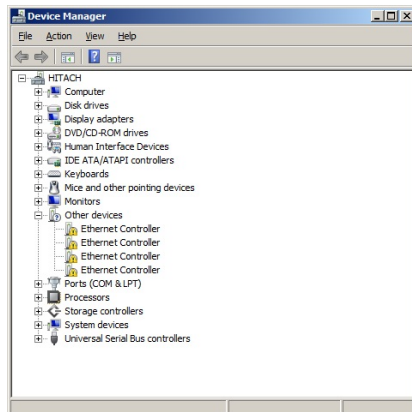 Device Manager
File Action View Help
HITACH
Computer
Disk drives
Display adapters
DVD/CD-ROM drives
Human Interface Devices
IDE ATA/ATAPI controllers
Keyboards
Mice and other pointing devices
Monitors
Other devices
Ethernet Controller
Ethernet Controller
Ethernet Controller
Ethernet Controller
Ports (COM & LPT)
Processors
Storage controllers
System devices
Universal Serial Bus controllers